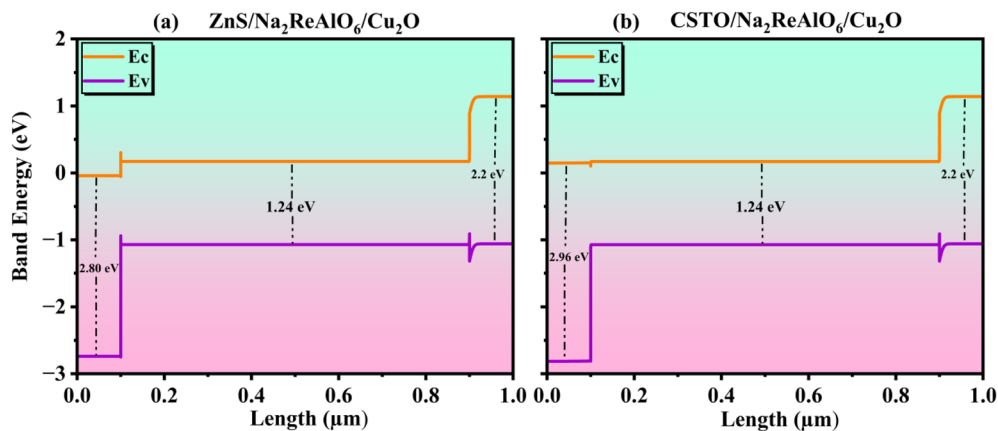 (a) ZnS/Na₂ReAlO₆/Cu₂O
(b) CSTO/Na₂ReAlO₆/Cu₂O
Band Energy (eV)
2
1
0
−1
−2
−3
Ec
Ev
2.80 eV
1.24 eV
2.2 eV
0.0 0.2 0.4 0.6 0.8 1.0
Length (µm)
Ec
Ev
2.96 eV
1.24 eV
2.2 eV
0.0 0.2 0.4 0.6 0.8 1.0
Length (µm)